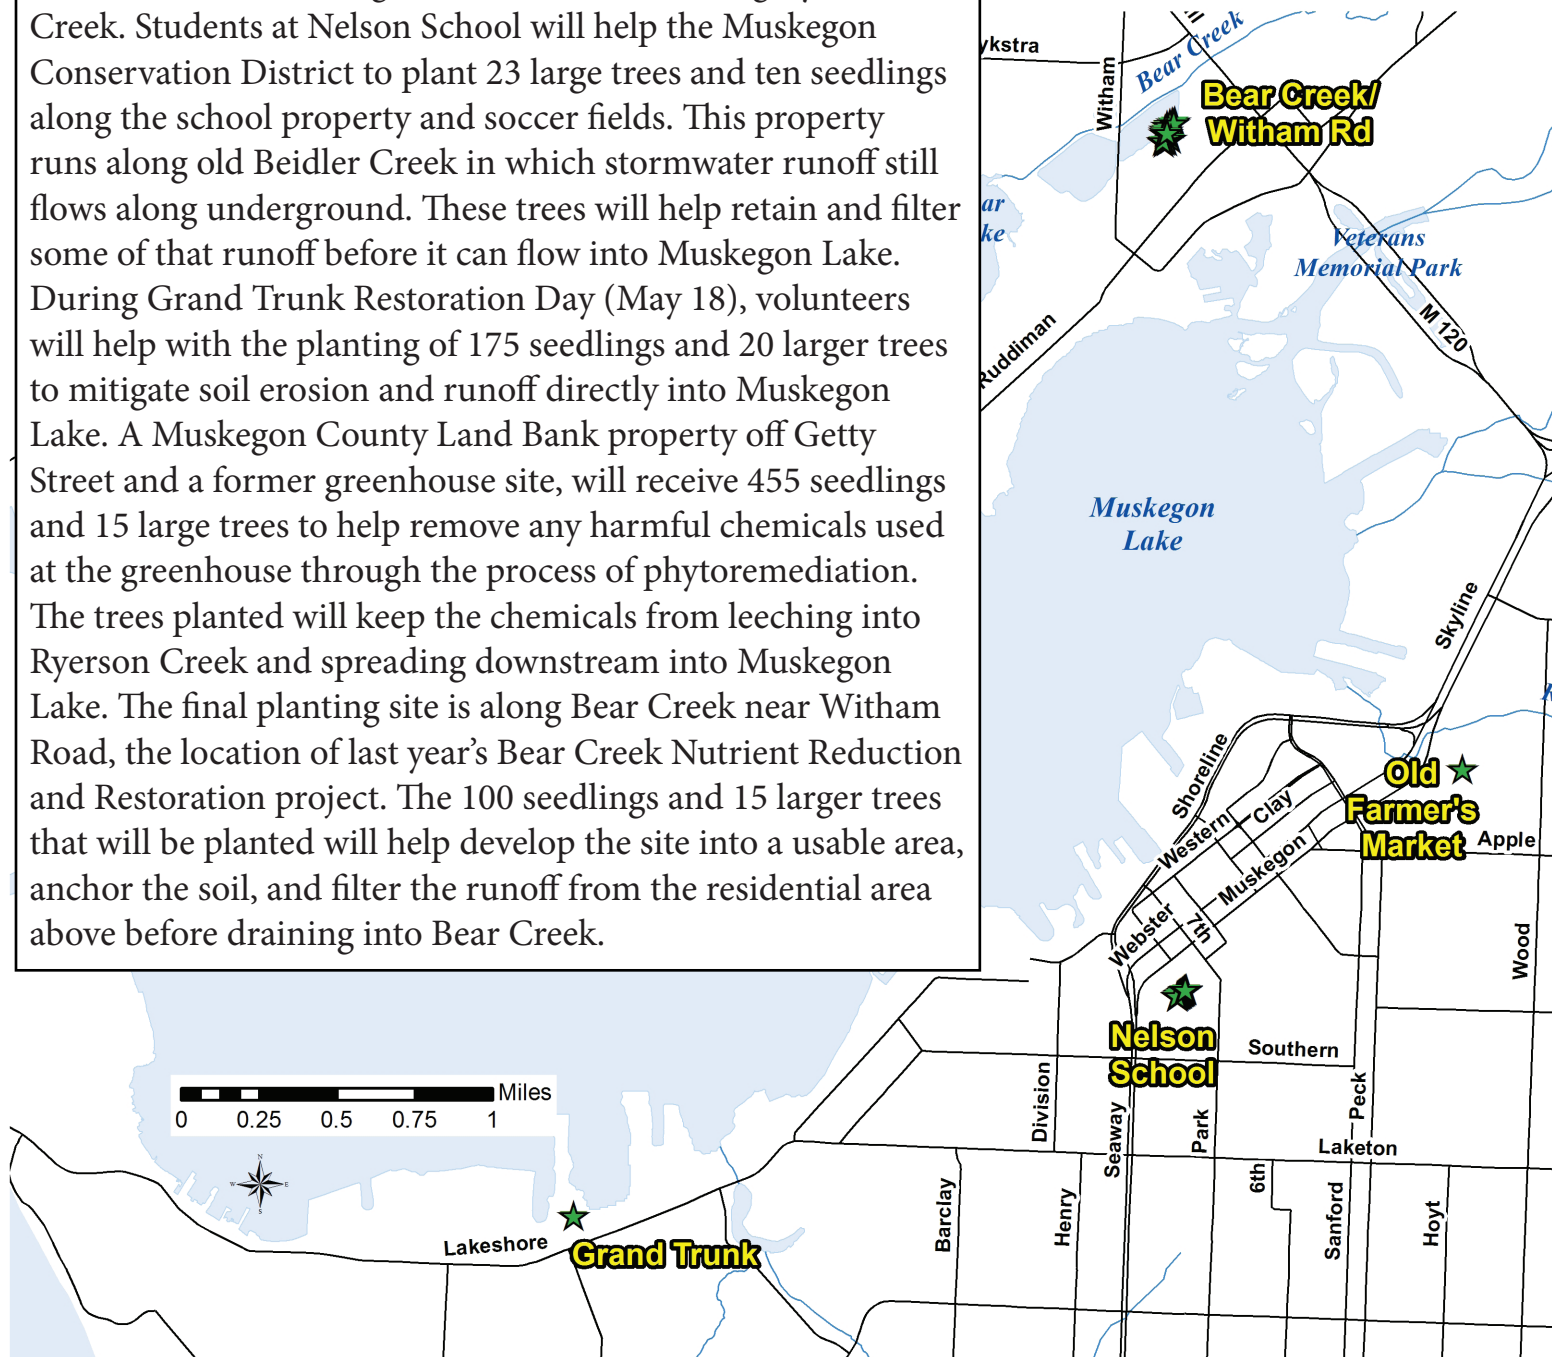 Creek. Students at Nelson School will help the Muskegon
Conservation District to plant 23 large trees and ten seedlings
along the school property and soccer fields. This property
runs along old Beidler Creek in which stormwater runoff still
flows along underground. These trees will help retain and filter
some of that runoff before it can flow into Muskegon Lake.
During Grand Trunk Restoration Day (May 18), volunteers
will help with the planting of 175 seedlings and 20 larger trees
to mitigate soil erosion and runoff directly into Muskegon
Lake. A Muskegon County Land Bank property off Getty
Street and a former greenhouse site, will receive 455 seedlings
and 15 large trees to help remove any harmful chemicals used
at the greenhouse through the process of phytoremediation.
The trees planted will keep the chemicals from leeching into
Ryerson Creek and spreading downstream into Muskegon
Lake. The final planting site is along Bear Creek near Witham
Road, the location of last year's Bear Creek Nutrient Reduction
and Restoration project. The 100 seedlings and 15 larger trees
that will be planted will help develop the site into a usable area,
anchor the soil, and filter the runoff from the residential area
above before draining into Bear Creek.
ykstra
Witham
Bear Creek
Bear Creek/
Witham Rd
ar
ke
Veterans
Memorial Park
M 120
Ruddiman
Muskegon
Lake
Skyline
Shoreline
Old
Farmer's
Market
Apple
Clay
Western
Muskegon
Webster
7th
Wood
Nelson
School
Southern
Division
Seaway
Park
Peck
Laketon
Miles
0 0.25 0.5 0.75 1
N
W E
S
Lakeshore
Grand Trunk
Barclay
Henry
6th
Sanford
Hoyt